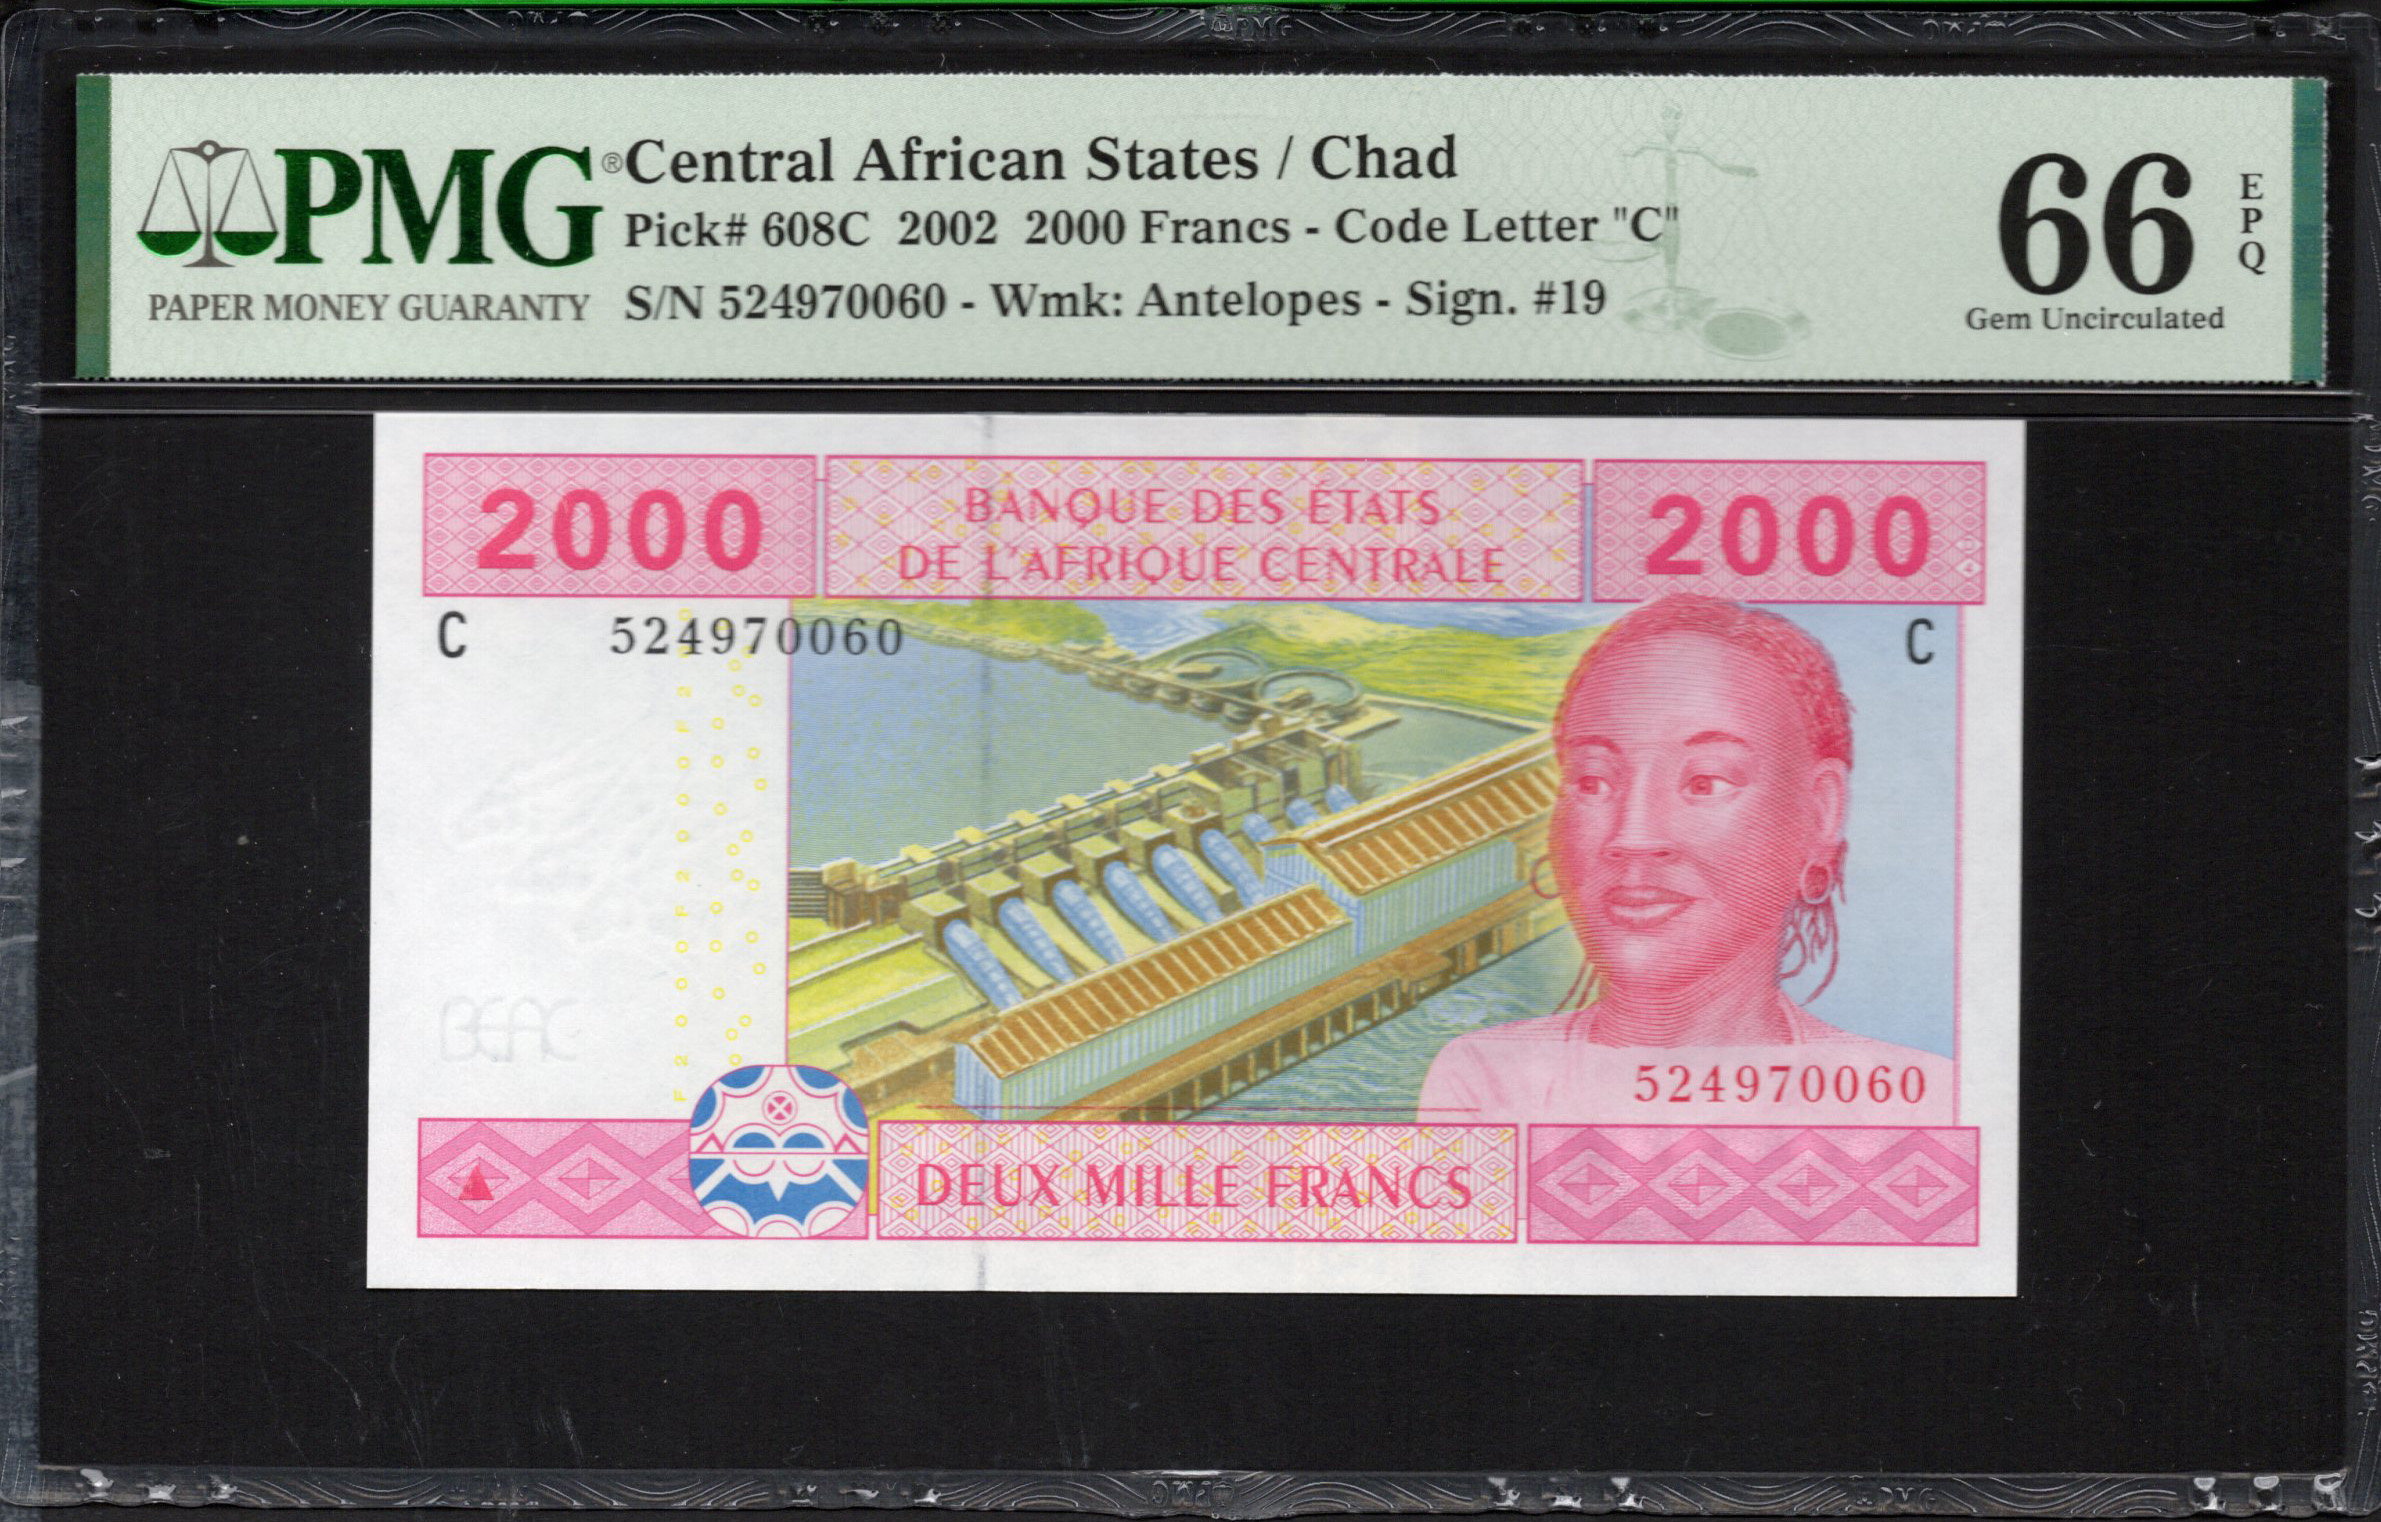 PMG®
PAPER MONEY GUARANTY
Central African States / Chad
Pick# 608C 2002 2000 Francs - Code Letter "C"
S/N 524970060 - Wmk: Antelopes - Sign. #19
66
EPQ
Gem Uncirculated
2000
BANQUE DES ÉTATS
DE L'AFRIQUE CENTRALE
2000
C 524970060
C
BEAC
524970060
DEUX MILLE FRANCS